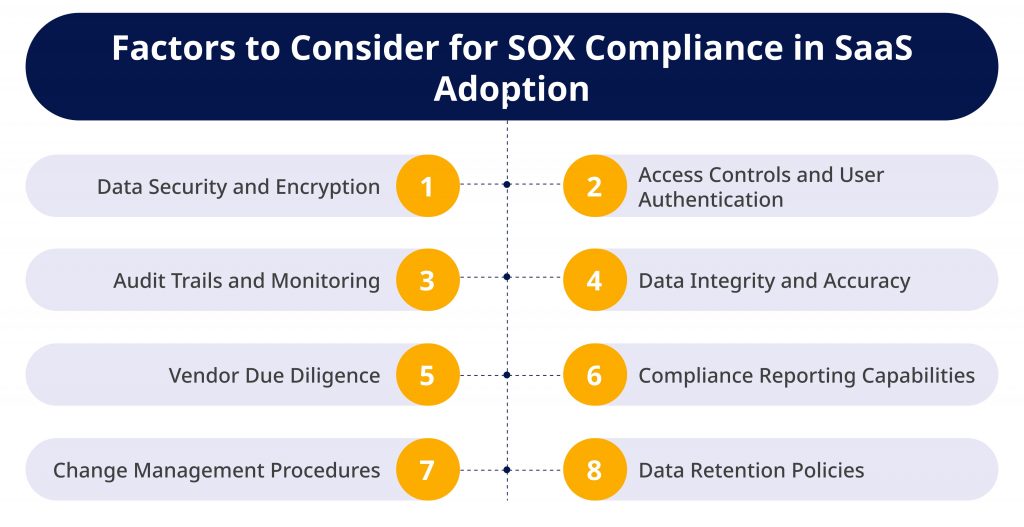 Factors to Consider for SOX Compliance in SaaS
Adoption
Data Security and Encryption
1
2
Access Controls and User
Authentication
Audit Trails and Monitoring
3
4
Data Integrity and Accuracy
Vendor Due Diligence
5
6
Compliance Reporting Capabilities
Change Management Procedures
7
8
Data Retention Policies